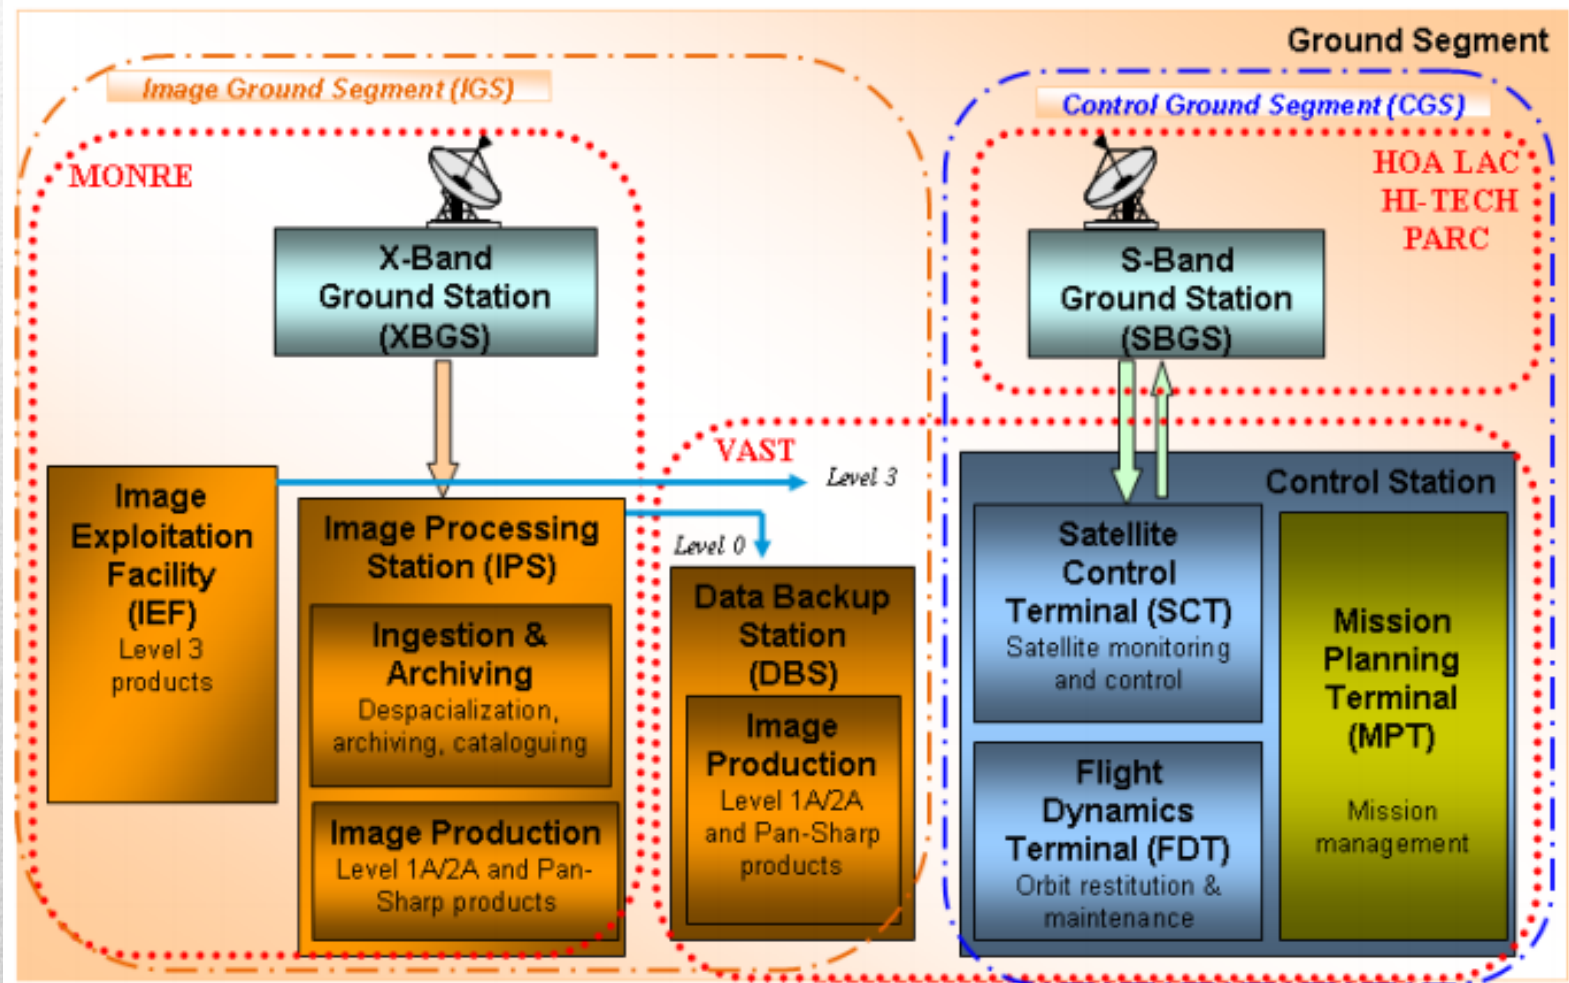 Ground Segment
Image Ground Segment (IGS)
Control Ground Segment (CGS)
MONRE
HOA LAC
HI-TECH
PARC
X-Band
Ground Station
(XBGS)
S-Band
Ground Station
(SBGS)
VAST
Level 3
Level 0
Image
Exploitation
Facility
(IEF)
Level 3
products
Image Processing
Station (IPS)
Ingestion &
Archiving
Despacialization,
archiving, cataloguing
Image Production
Level 1A/2A and Pan-
Sharp products
Data Backup
Station
(DBS)
Image
Production
Level 1A/2A
and Pan-Sharp
products
Control Station
Satellite
Control
Terminal (SCT)
Satellite monitoring
and control
Flight
Dynamics
Terminal (FDT)
Orbit restitution &
maintenance
Mission
Planning
Terminal
(MPT)
Mission
management